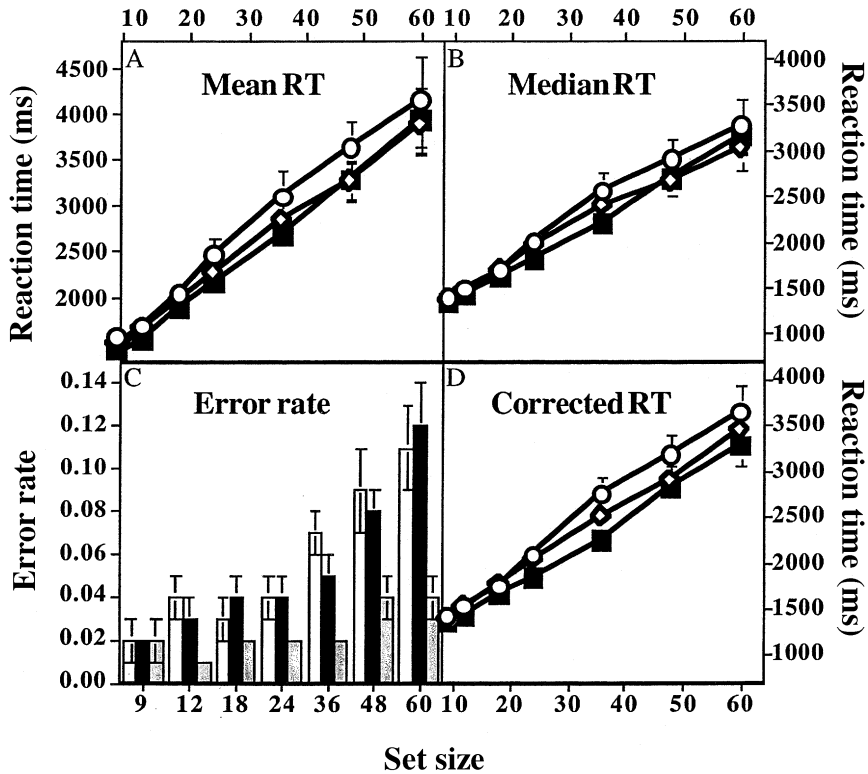 10 20 30 40 50 60 10 20 30 40 50 60
A
Mean RT
B
Median RT
Reaction time (ms)
4500
4000
3500
3000
2500
2000
4000
3500
3000
2500
2000
1500
1000
Reaction time (ms)
C
Error rate
D
Corrected RT
Error rate
0.14
0.12
0.10
0.08
0.06
0.04
0.02
0.00
4000
3500
3000
2500
2000
1500
1000
Reaction time (ms)
9 12 18 24 36 48 60 10 20 30 40 50 60
Set size